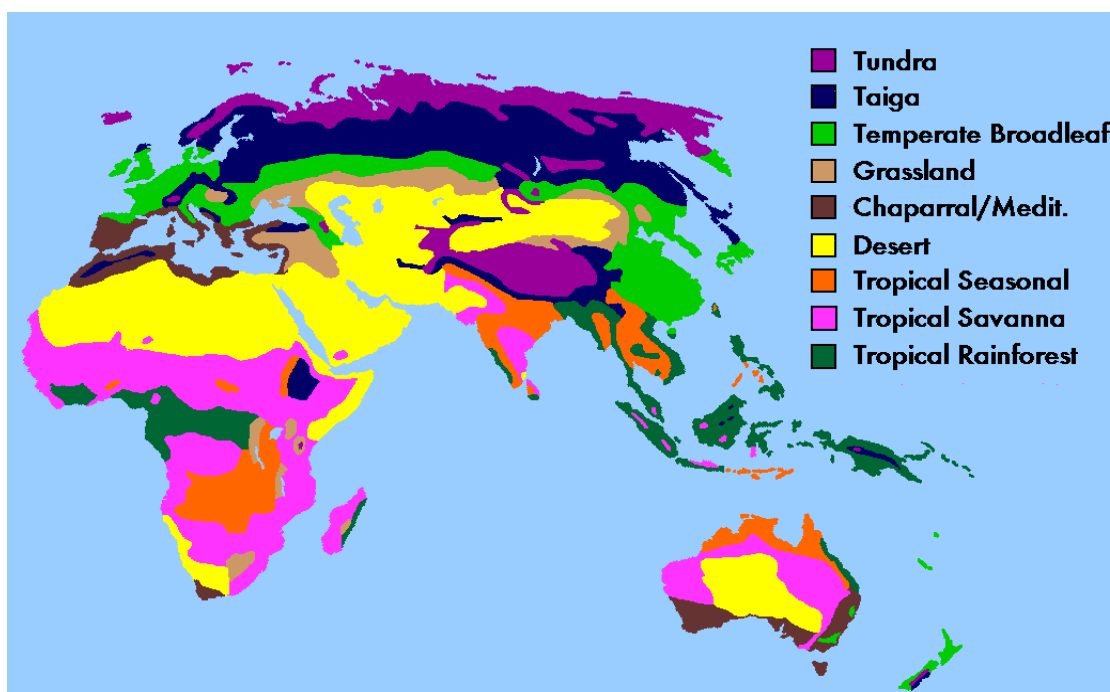 Tundra
Taiga
Temperate Broadleaf
Grassland
Chaparral/Medit.
Desert
Tropical Seasonal
Tropical Savanna
Tropical Rainforest